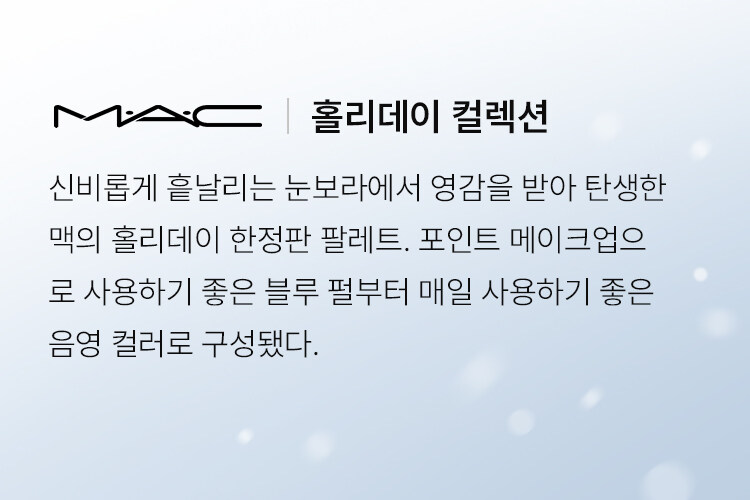 MAC | 홀리데이 컬렉션
신비롭게 흩날리는 눈보라에서 영감을 받아 탄생한
맥의 홀리데이 한정판 팔레트. 포인트 메이크업으
로 사용하기 좋은 블루 펄부터 매일 사용하기 좋은
음영 컬러로 구성됐다.